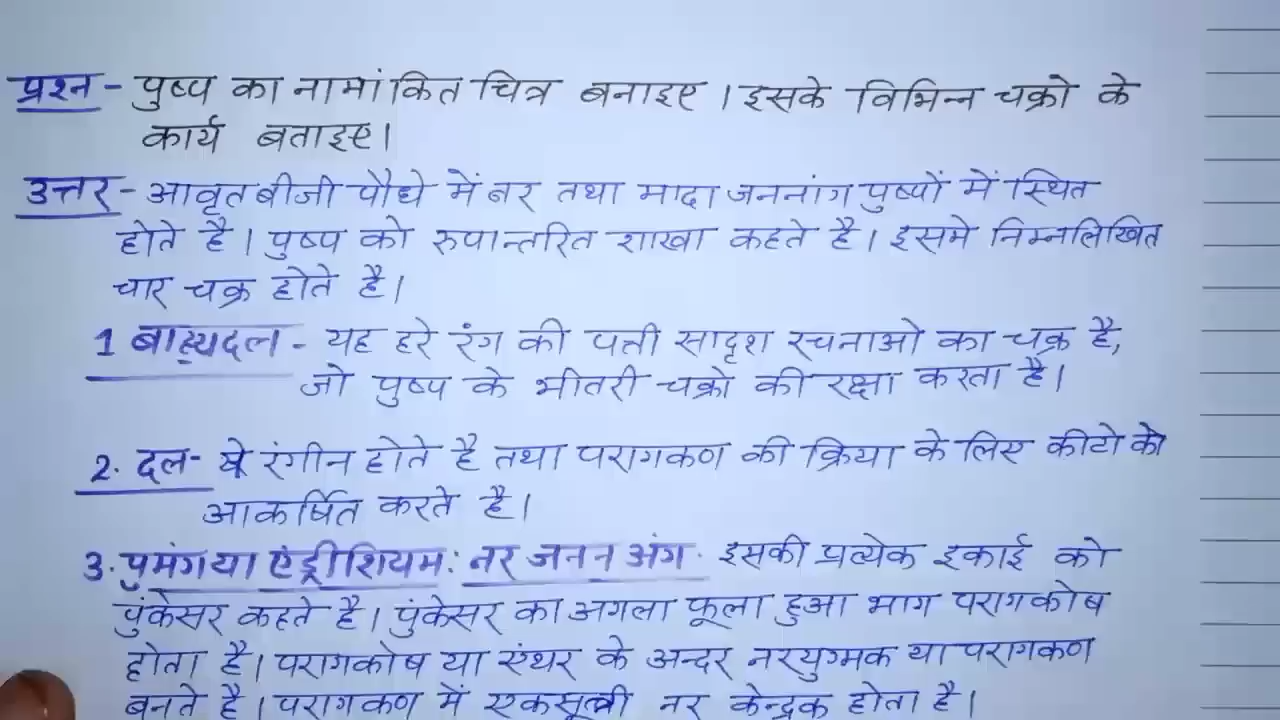 प्रश्न - पुष्प का नामांकित चित्र बनाइए । इसके विभिन्न चक्रो के
कार्य बताइए।
उत्तर - आवृतबीजी पौधे में नर तथा मादा जननांग पुष्पों में स्थित
होते है। पुष्प को रुपान्तरित शाखा कहते है। इसमे निम्नलिखित
चार चक्र होते है।
1 बाह्यदल - यह हरे रंग की पत्ती सादृश रचनाओ का चक्र है,
जो पुष्प के भीतरी चक्रो की रक्षा करता है।
2. दल- ये रंगीन होते है तथा परागकण की क्रिया के लिए कीटो को
आकर्षित करते है।
3. पुमंग या एंड्रीशियम: नर जनन अंग. इसकी प्रत्येक इकाई को
पुंकेसर कहते है। पुंकेसर का अगला फूला हुआ भाग परागकोष
होता है। परागकोष या एंथर के अन्दर नरयुग्मक या परागकण
बनते है। परागकण में एकसूत्री नर केन्द्रक होता है।